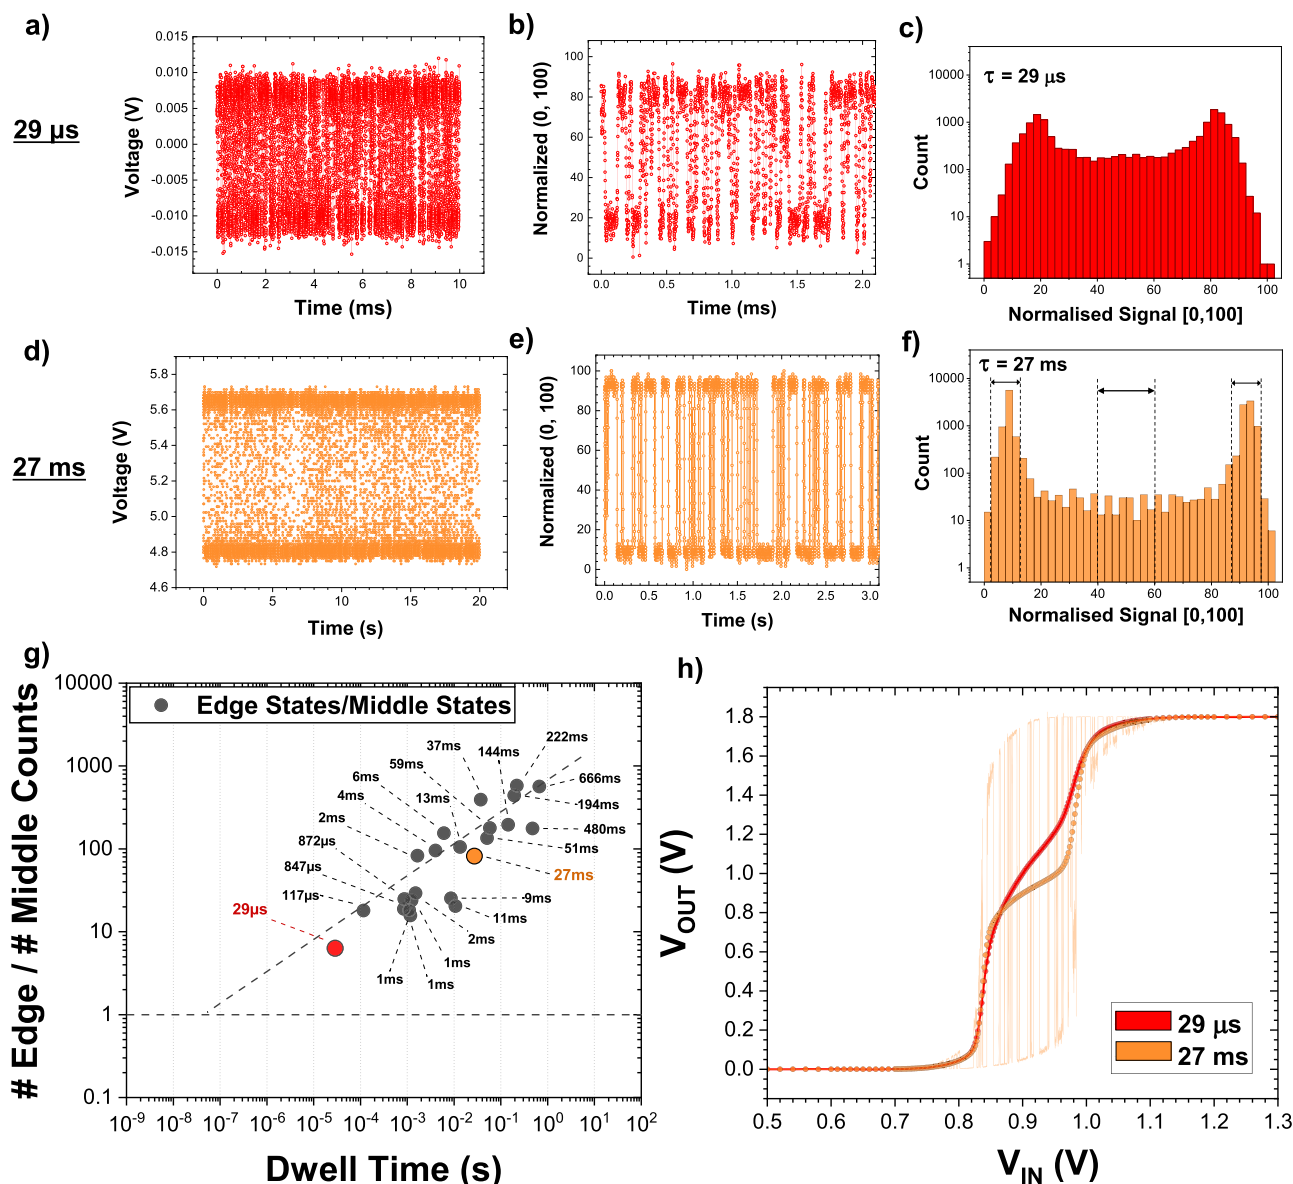 a)
29 µs
0.015
0.010
0.005
0.000
-0.005
-0.010
-0.015
Voltage (V)
0 2 4 6 8 10
Time (ms)
b)
100
80
60
40
20
0
Normalized (0, 100)
0.0 0.5 1.0 1.5 2.0
Time (ms)
c)
τ = 29 μs
10000
1000
100
10
1
Count
0 20 40 60 80 100
Normalised Signal [0,100]
d)
27 ms
5.8
5.6
5.4
5.2
5.0
4.8
4.6
Voltage (V)
0 5 10 15 20
Time (s)
e)
100
80
60
40
20
0
Normalized (0, 100)
0.0 0.5 1.0 1.5 2.0 2.5 3.0
Time (s)
f)
τ = 27 ms
10000
1000
100
10
1
Count
0 20 40 60 80 100
Normalised Signal [0,100]
g)
# Edge / # Middle Counts
10000
1000
100
10
1
0.1
Edge States/Middle States
222ms
37ms
144ms
59ms
666ms
6ms
13ms
194ms
4ms
2ms
480ms
872µs
51ms
847µs
27ms
117µs
9ms
29µs
11ms
2ms
1ms
1ms
1ms
10⁻⁹ 10⁻⁸ 10⁻⁷ 10⁻⁶ 10⁻⁵ 10⁻⁴ 10⁻³ 10⁻² 10⁻¹ 10⁰ 10¹ 10²
Dwell Time (s)
h)
1.8
1.6
1.4
1.2
1.0
0.8
0.6
0.4
0.2
0.0
V_OUT (V)
29 μs
27 ms
0.5 0.6 0.7 0.8 0.9 1.0 1.1 1.2 1.3
V_IN (V)